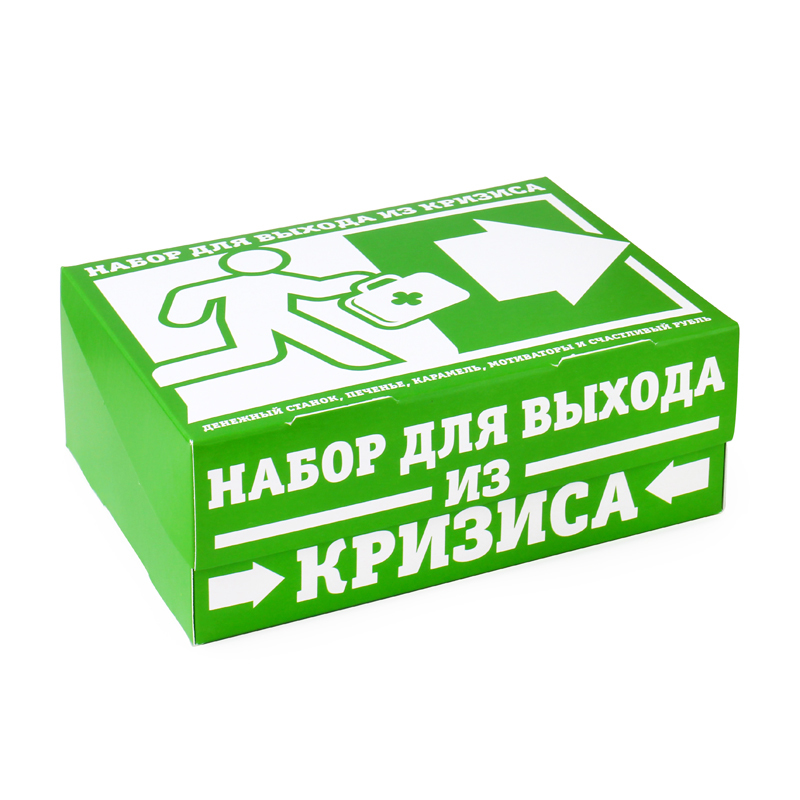 НАБОР ДЛЯ ВЫХОДА ИЗ КРИЗИСА
ДЕНЕЖНЫЙ СТАНОК, ПЕЧЕНЬЕ, КАРАМЕЛЬ, МОТИВАТОРЫ И СЧАСТЛИВЫЙ РУБЛЬ
НАБОР ДЛЯ ВЫХОДА
ИЗ
КРИЗИСА